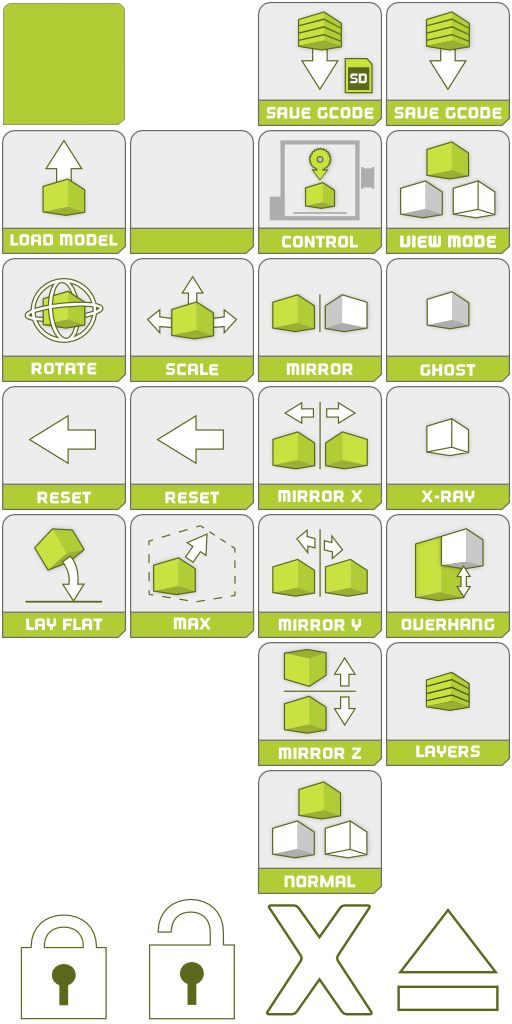 SD
SAVE GCODE
SAVE GCODE
LOAD MODEL
CONTROL
VIEW MODE
ROTATE
SCALE
MIRROR
GHOST
RESET
RESET
MIRROR X
X-RAY
LAY FLAT
MAX
MIRROR Y
OVERHANG
MIRROR Z
LAYERS
NORMAL